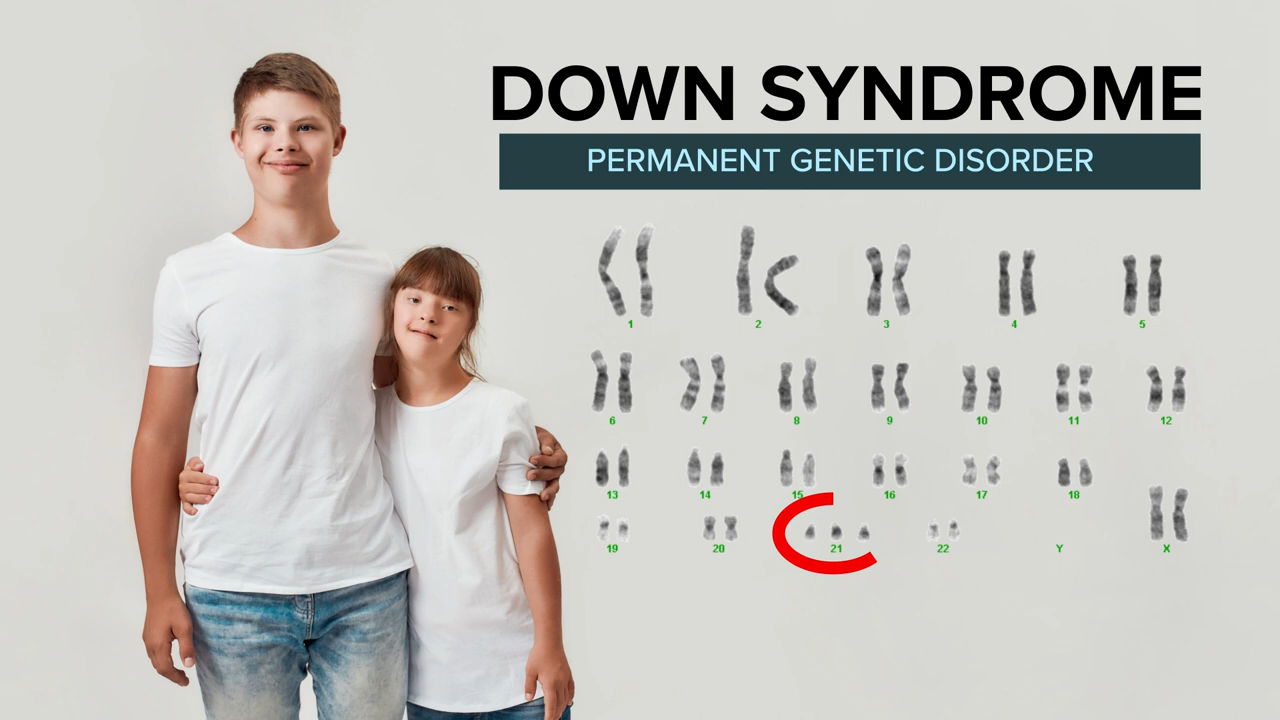 DOWN SYNDROME
PERMANENT GENETIC DISORDER
1 2 3 4 5
6 7 8 9 10 11 12
13 14 15 16 17 18
19 20 21 22 Y X